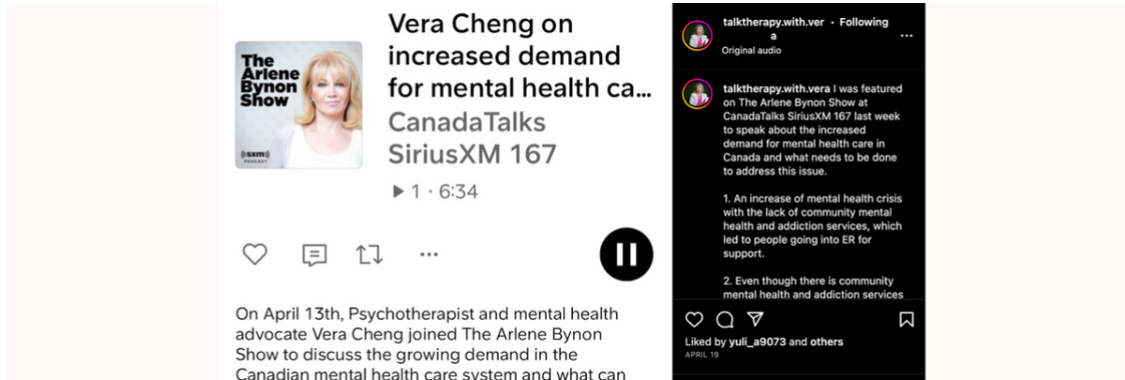 The
Arlene
Bynon
Show
(sxm)
PODCAST
Vera Cheng on
increased demand
for mental health ca...
CanadaTalks
SiriusXM 167
1 · 6:34
On April 13th, Psychotherapist and mental health
advocate Vera Cheng joined The Arlene Bynon
Show to discuss the growing demand in the
Canadian mental health care system and what can
talktherapy.with.ver · Following
a
Original audio
talktherapy.with.vera I was featured
on The Arlene Bynon Show at
CanadaTalks SiriusXM 167 last week
to speak about the increased
demand for mental health care in
Canada and what needs to be done
to address this issue.
1. An increase of mental health crisis
with the lack of community mental
health and addiction services, which
led to people going into ER for
support.
2. Even though there is community
mental health and addiction services
Liked by yuli_a9073 and others
APRIL 19